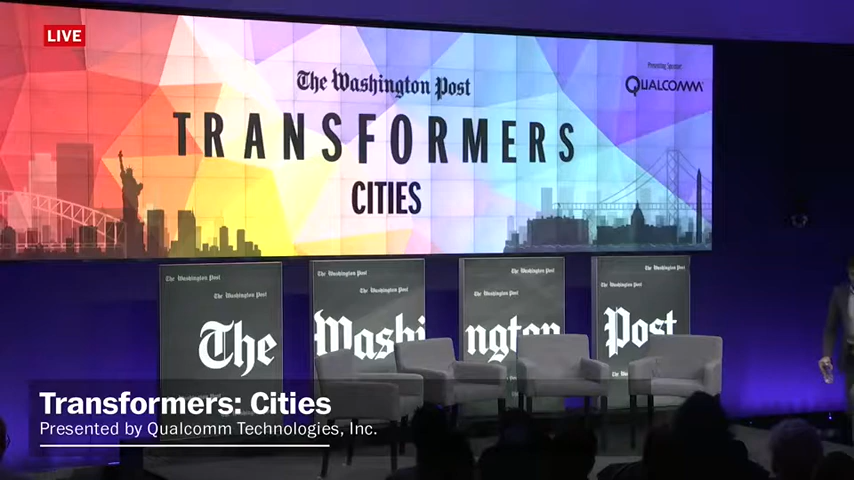 LIVE
The Washington Post
Presenting Sponsor
QUALCOMM
TRANSFORMERS
CITIES
The Washington Post
The Washington Post
The
The Washington Post
The Washington Post
Washi
The Washington Post
The Washington Post
ngton
The Washington Post
The Washington Post
Post
Transformers: Cities
Presented by Qualcomm Technologies, Inc.